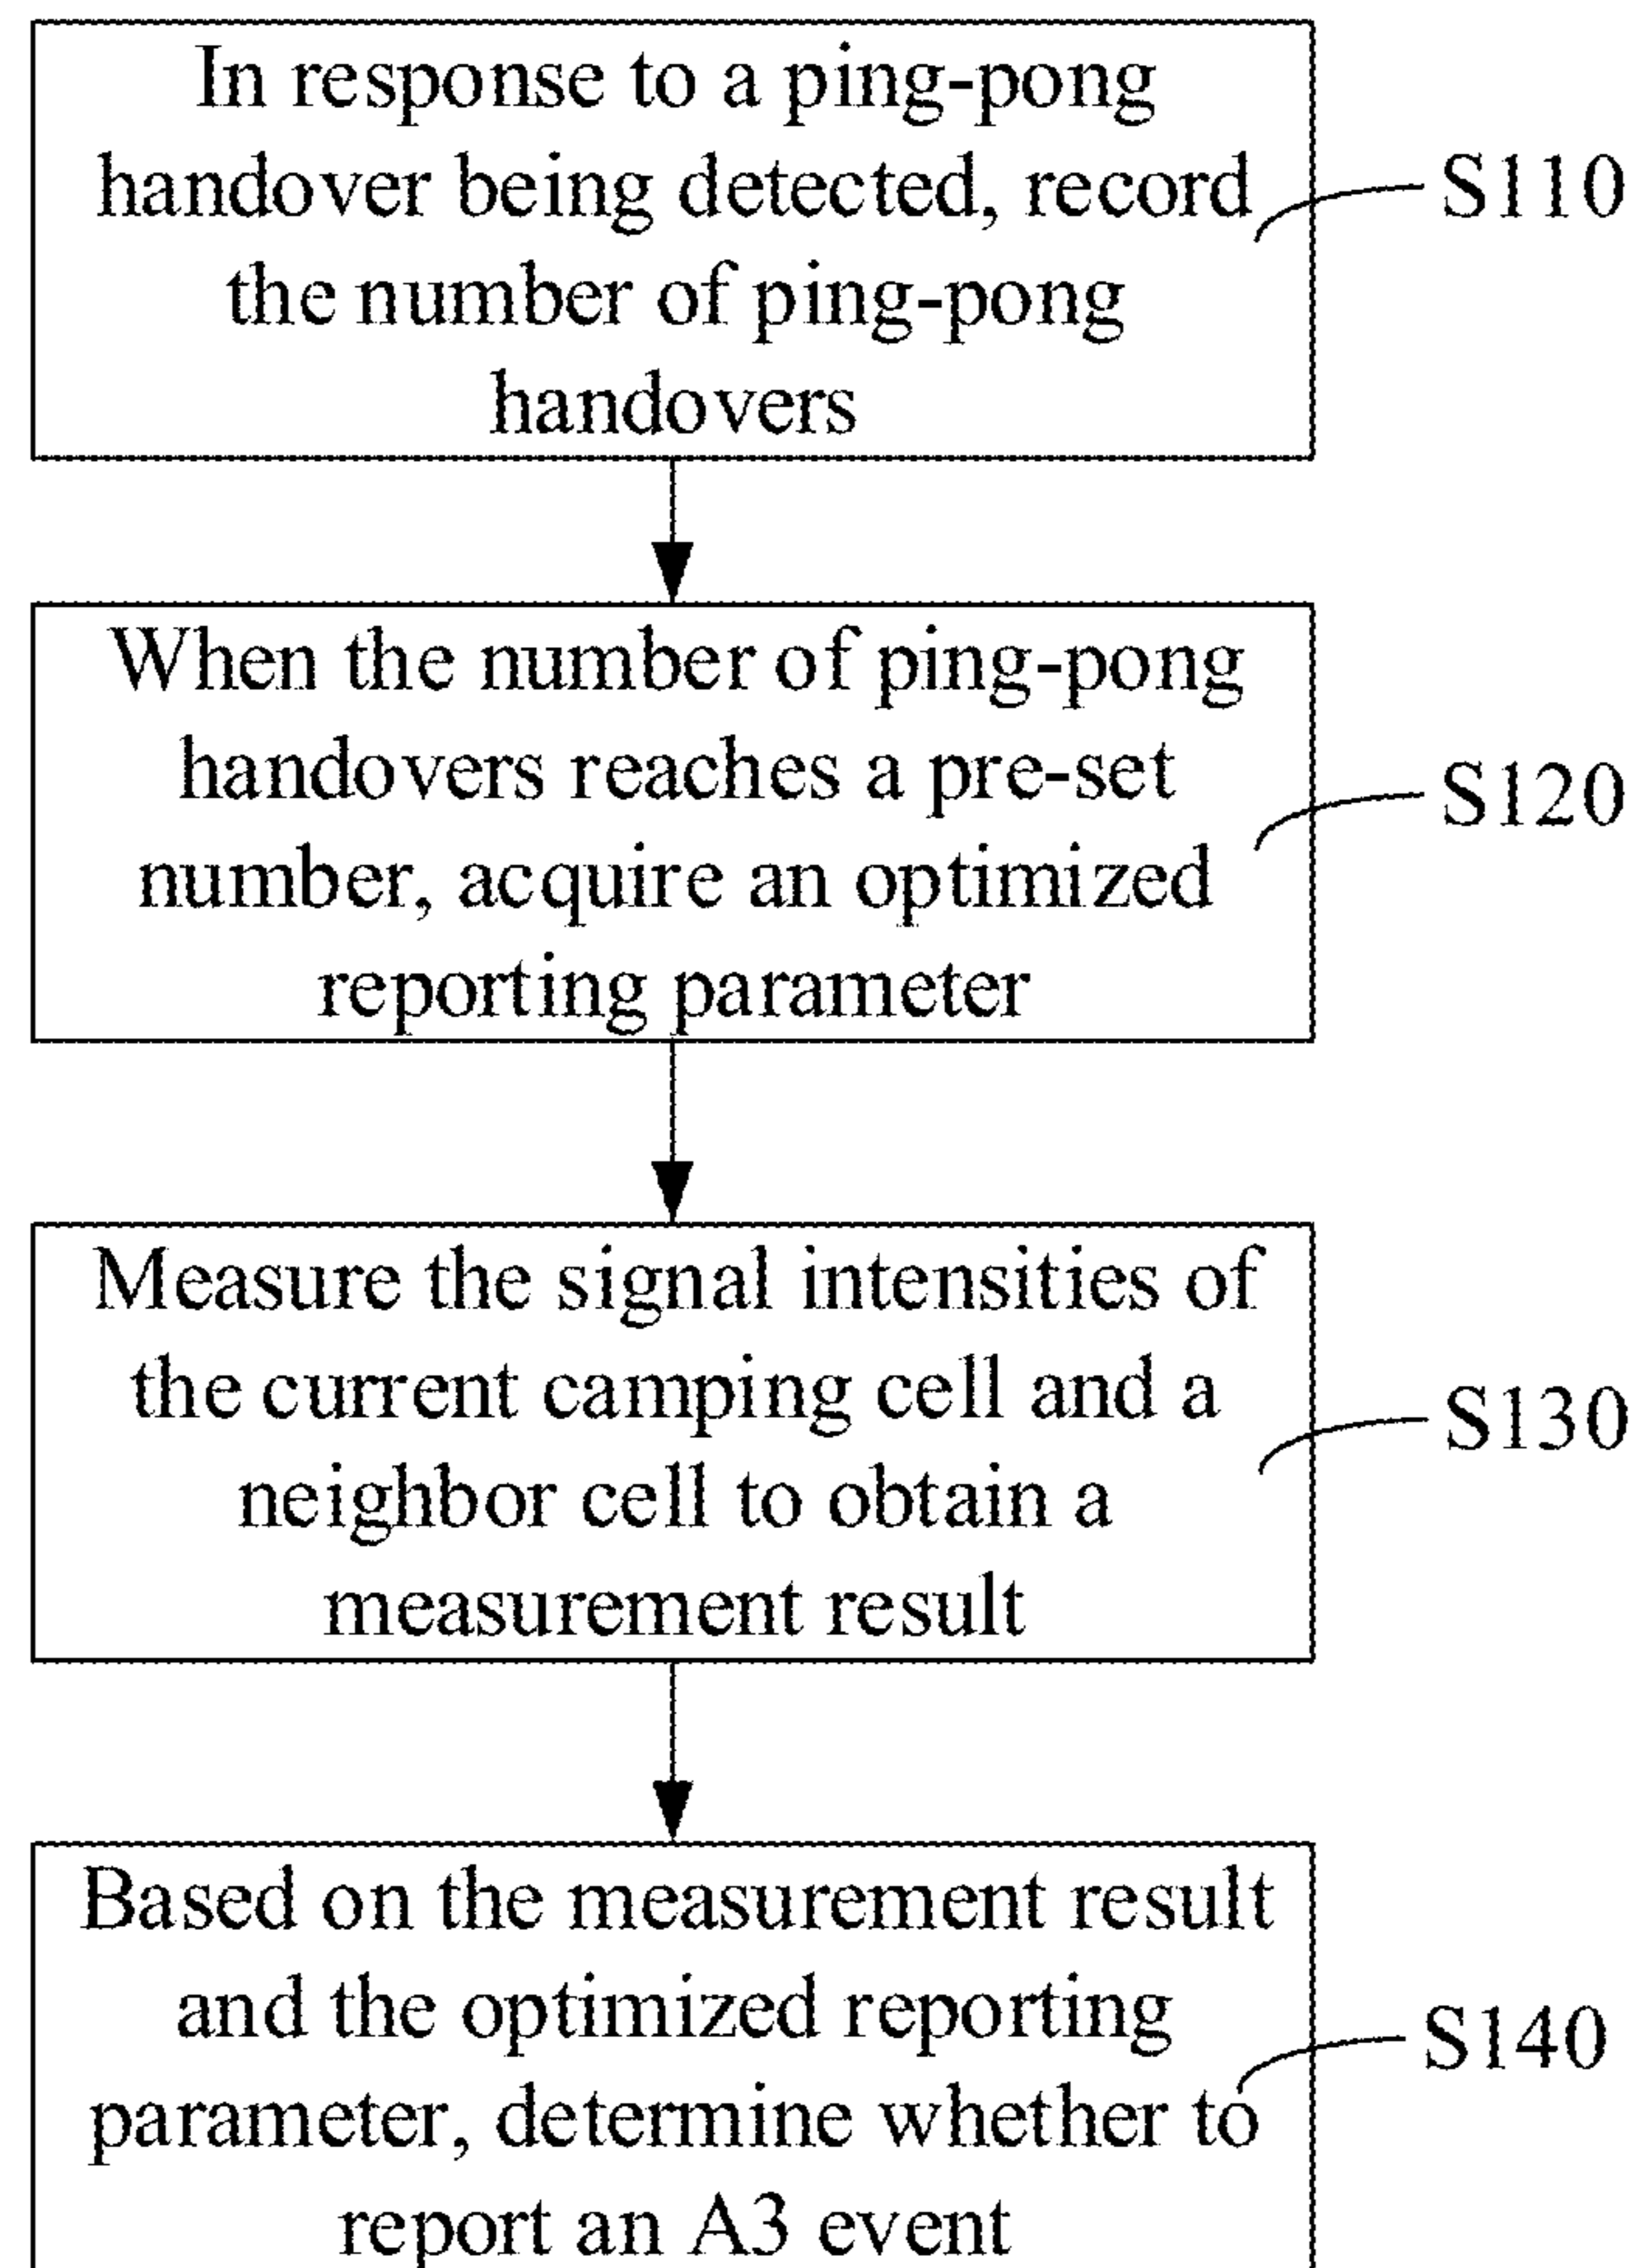 In response to a ping-pong
handover being detected, record
the number of ping-pong
handovers
S110
When the number of ping-pong
handovers reaches a pre-set
number, acquire an optimized
reporting parameter
S120
Measure the signal intensities of
the current camping cell and a
neighbor cell to obtain a
measurement result
S130
Based on the measurement result
and the optimized reporting
parameter, determine whether to
report an A3 event
S140